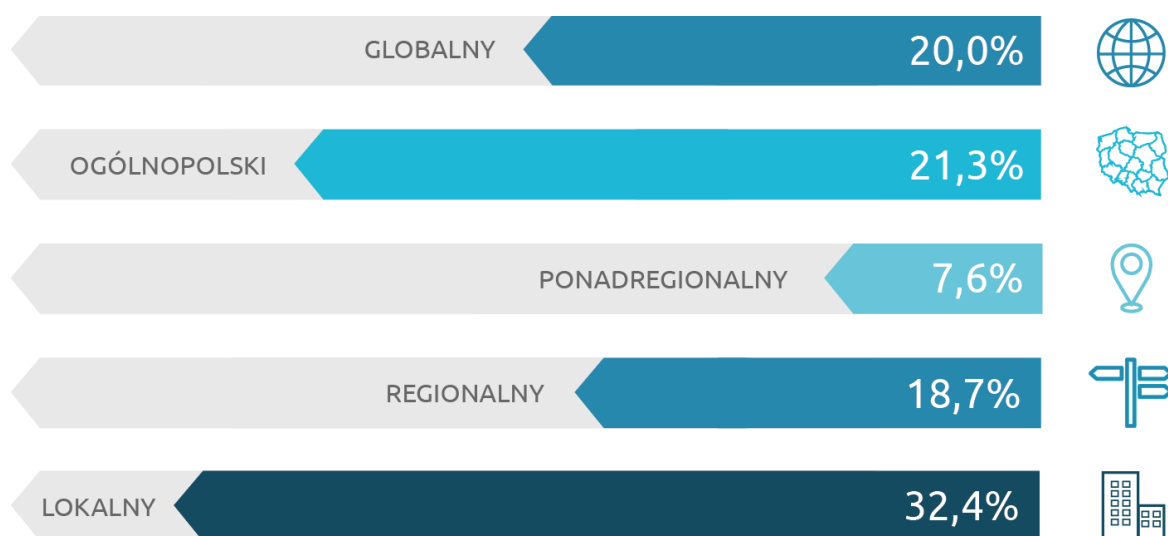 GLOBALNY 20,0%
OGÓLNOPOLSKI 21,3%
PONADREGIONALNY 7,6%
REGIONALNY 18,7%
LOKALNY 32,4%